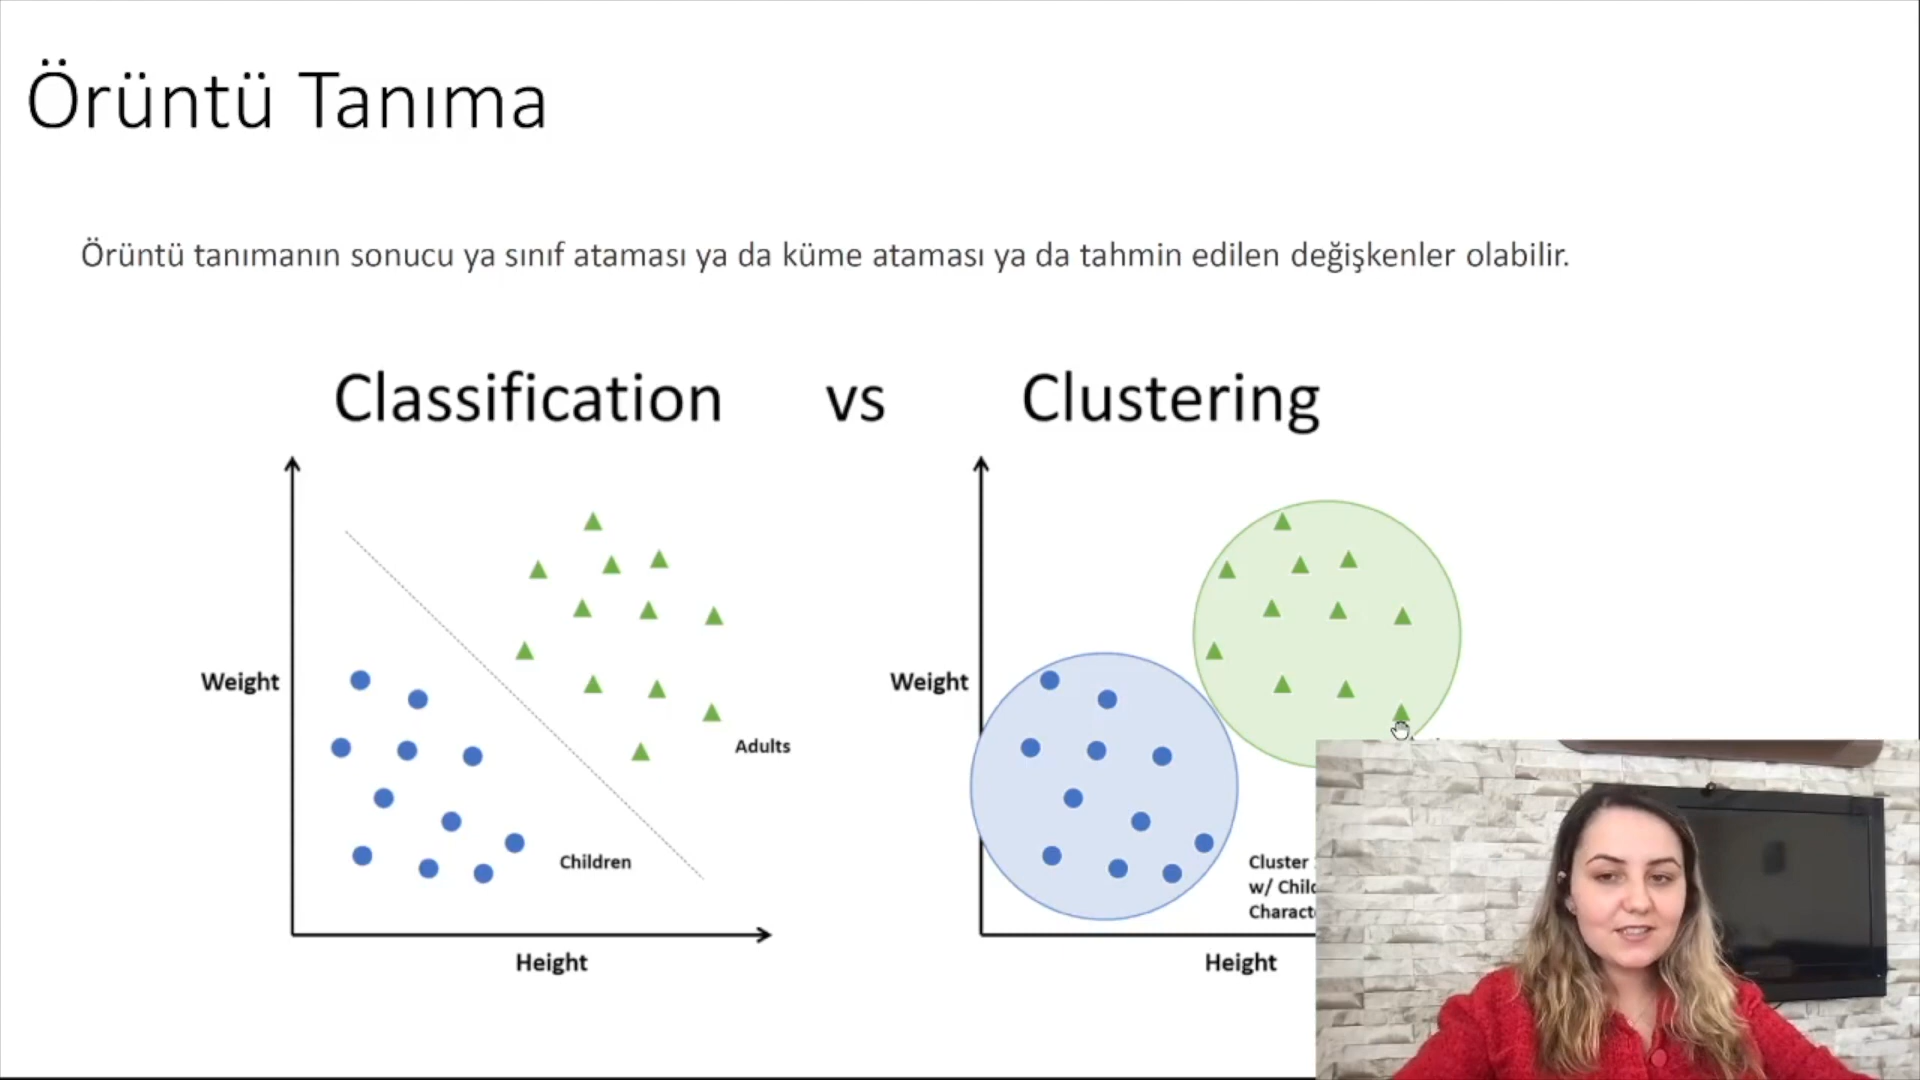 Örüntü Tanıma
Örüntü tanımanın sonucu ya sınıf ataması ya da küme ataması ya da tahmin edilen değişkenler olabilir.
Classification vs Clustering
Weight
Adults
Children
Height
Weight
Cluster
w/
Height